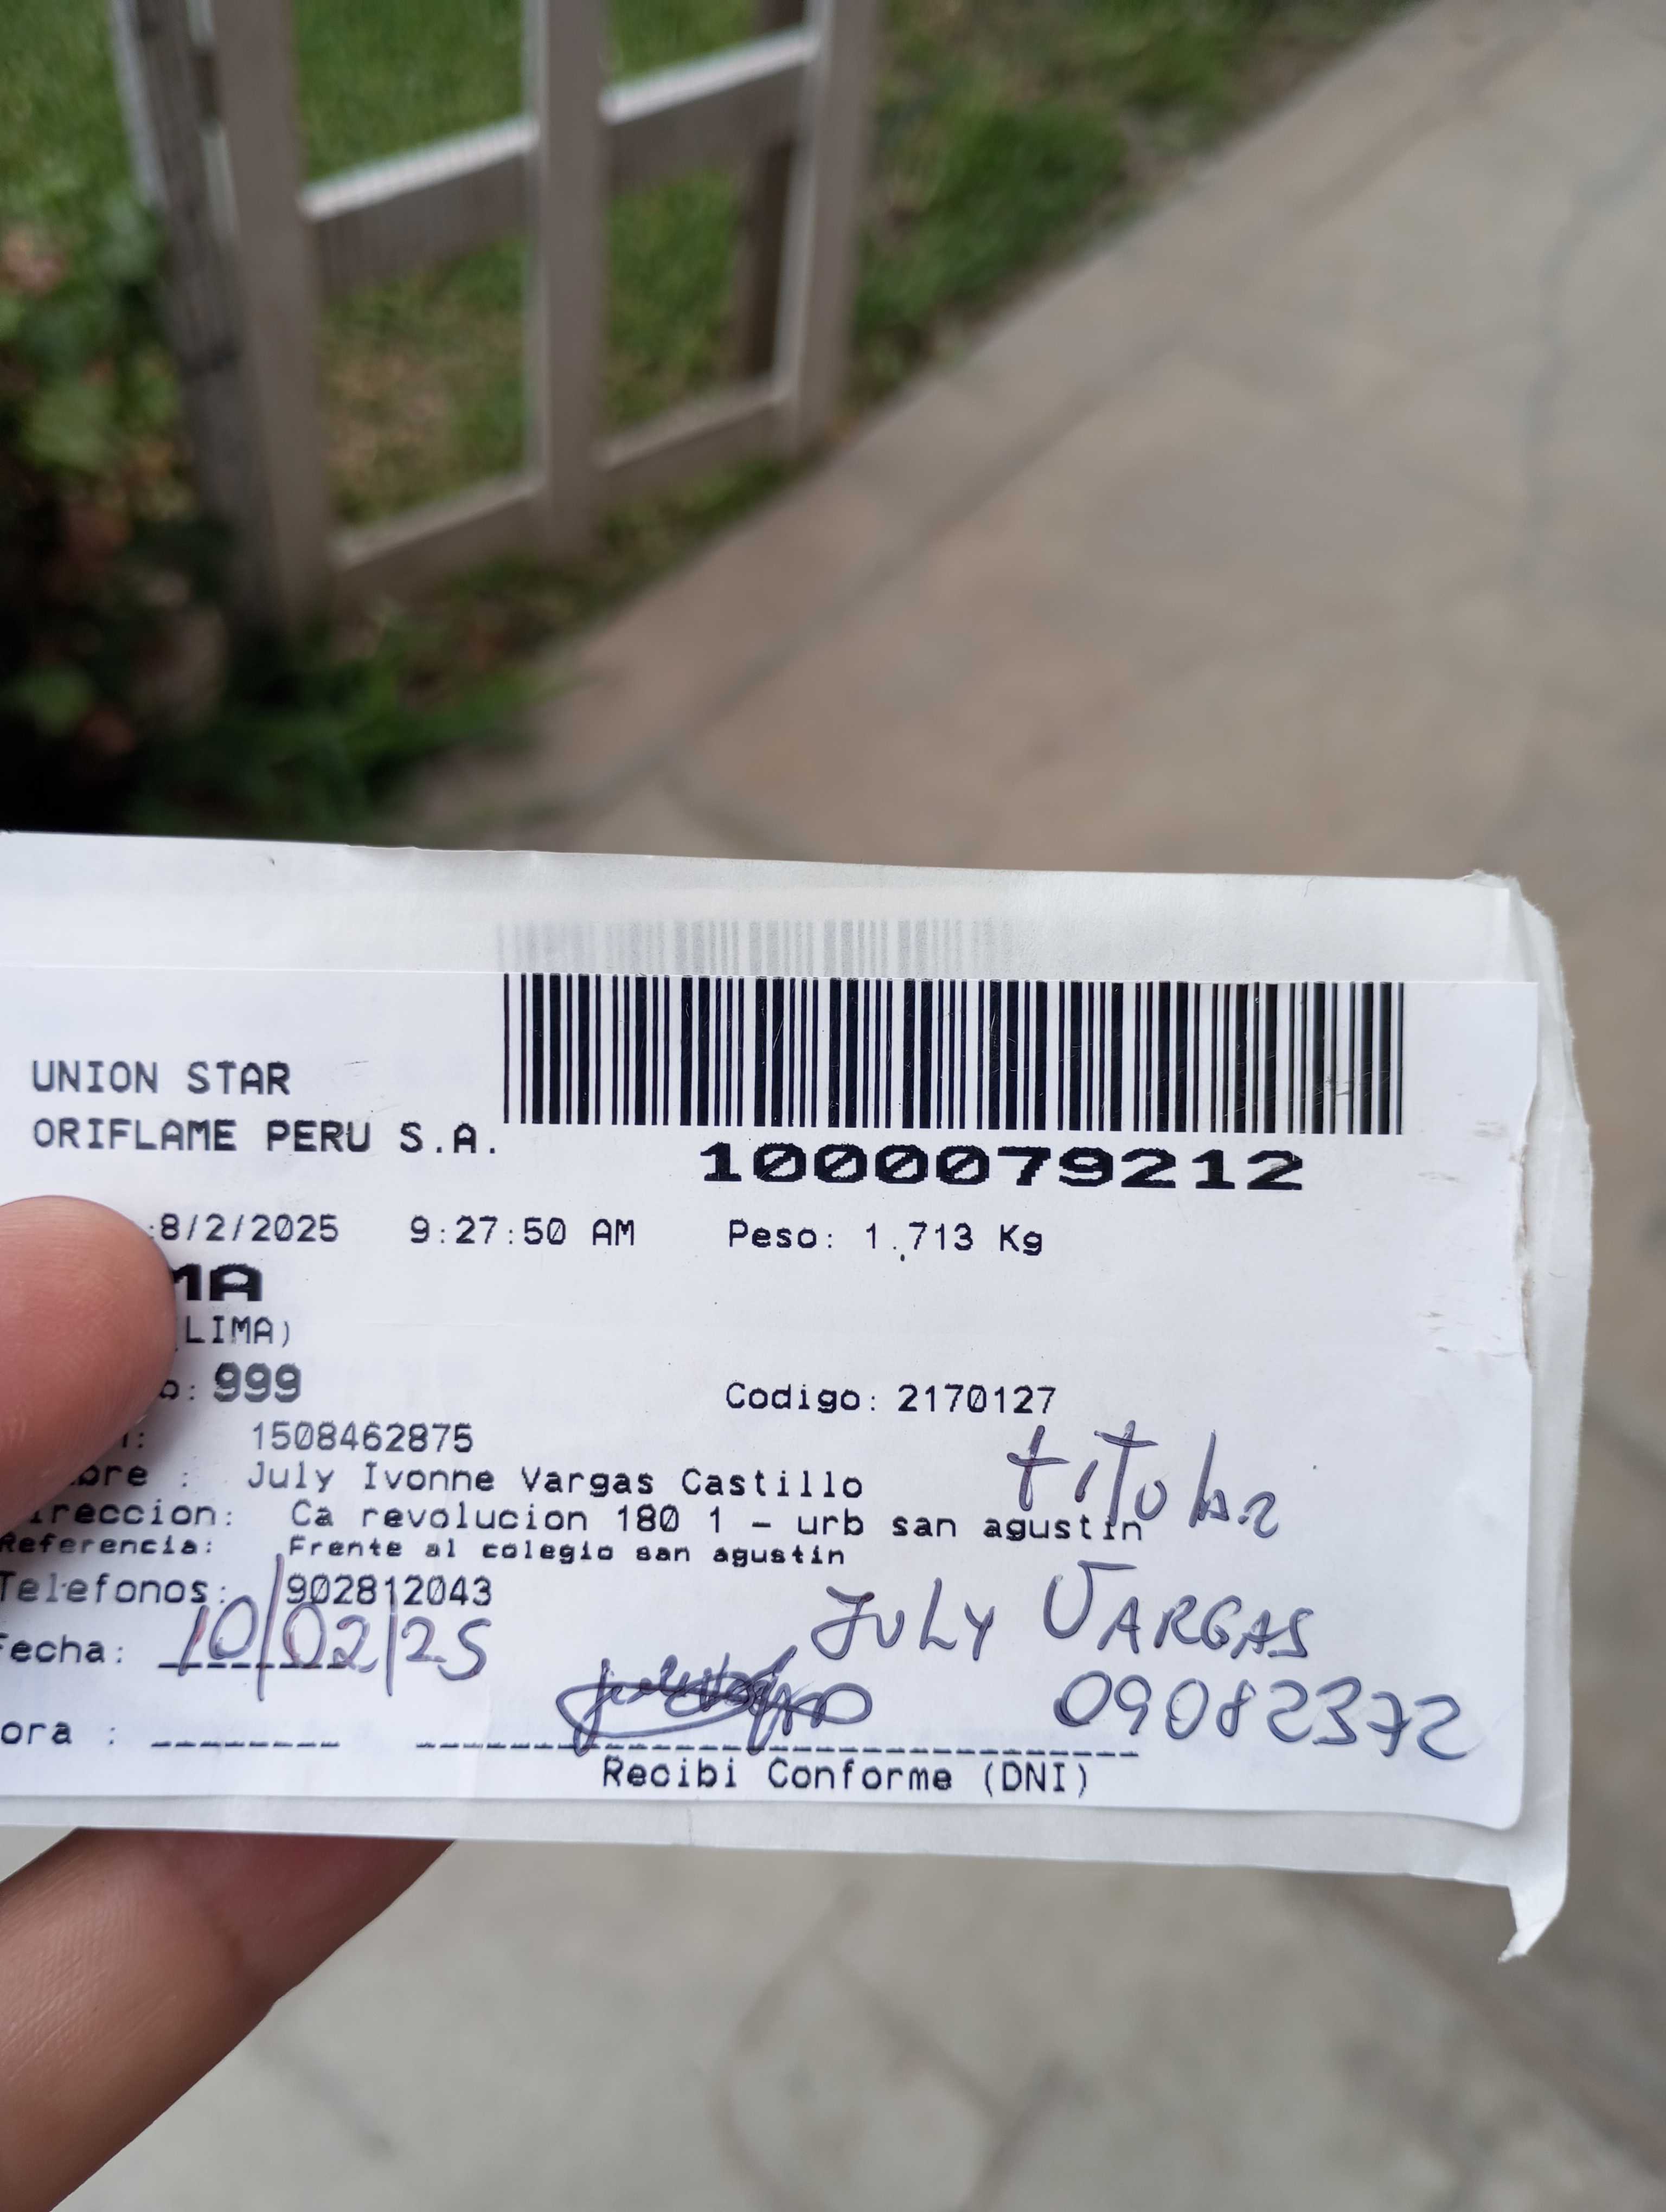 UNION STAR
ORIFLAME PERU S.A.
1000079212
:8/2/2025 9:27:50 AM Peso: 1.713 Kg
MA
(LIMA)
o: 999 Codigo: 2170127
: 1508462875
bre : July Ivonne Vargas Castillo
titular
ireccion: Ca revolucion 180 1 - urb san agustin
Referencia: Frente al colegio san agustin
Telefonos: 902812043
JULY VARGAS
Fecha: 10/02/25
09082372
ora :
Recibi Conforme (DNI)